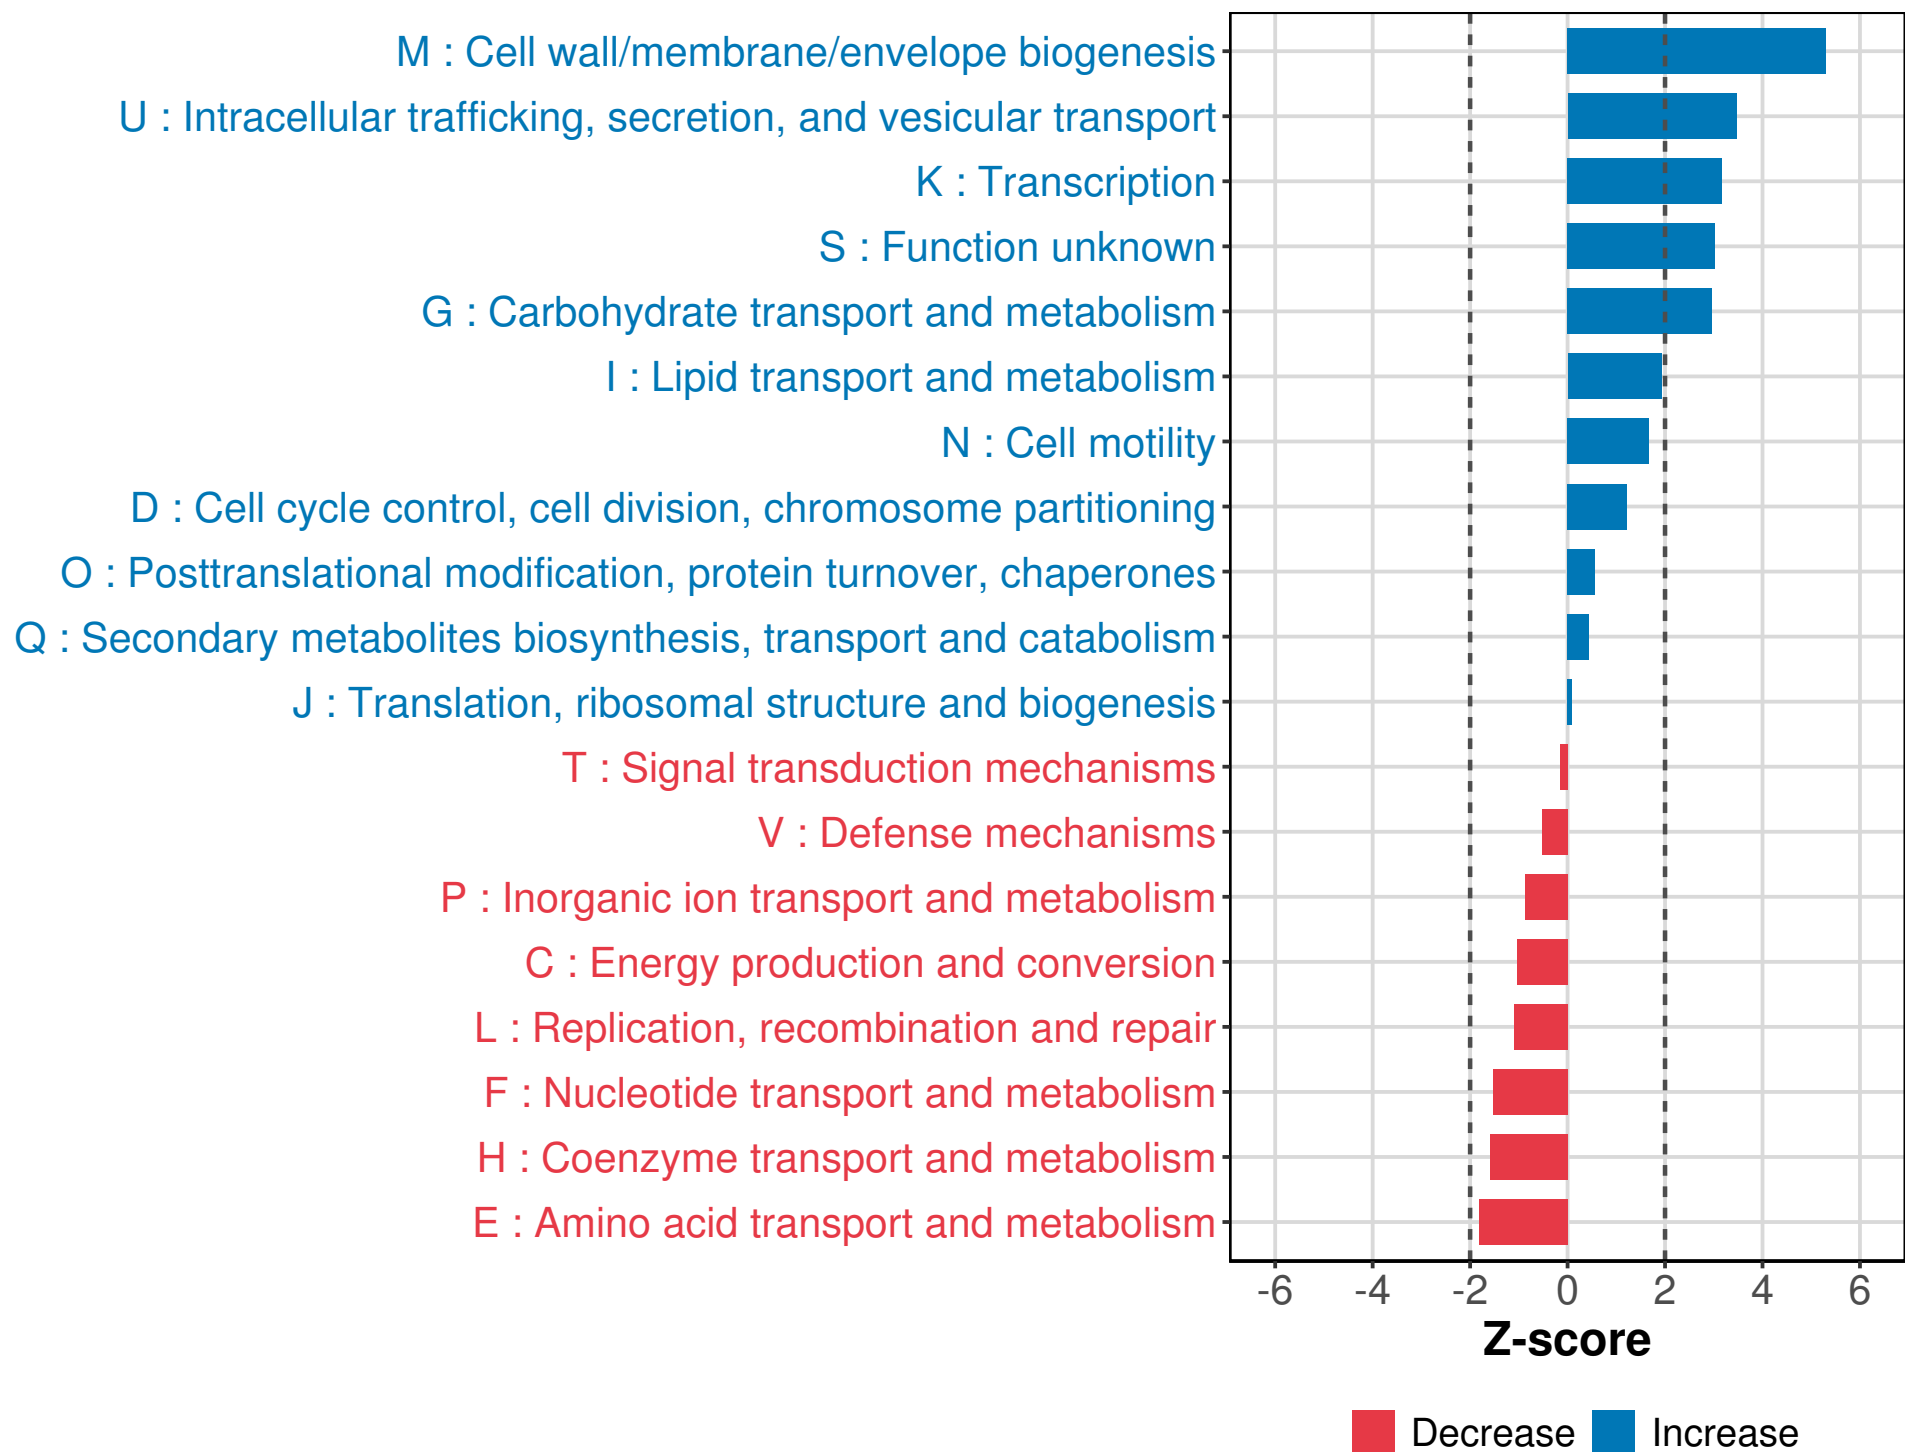 M : Cell wall/membrane/envelope biogenesis
U : Intracellular trafficking, secretion, and vesicular transport
K : Transcription
S : Function unknown
G : Carbohydrate transport and metabolism
I : Lipid transport and metabolism
N : Cell motility
D : Cell cycle control, cell division, chromosome partitioning
O : Posttranslational modification, protein turnover, chaperones
Q : Secondary metabolites biosynthesis, transport and catabolism
J : Translation, ribosomal structure and biogenesis
T : Signal transduction mechanisms
V : Defense mechanisms
P : Inorganic ion transport and metabolism
C : Energy production and conversion
L : Replication, recombination and repair
F : Nucleotide transport and metabolism
H : Coenzyme transport and metabolism
E : Amino acid transport and metabolism
-6 -4 -2 0 2 4 6
Z-score
Decrease Increase